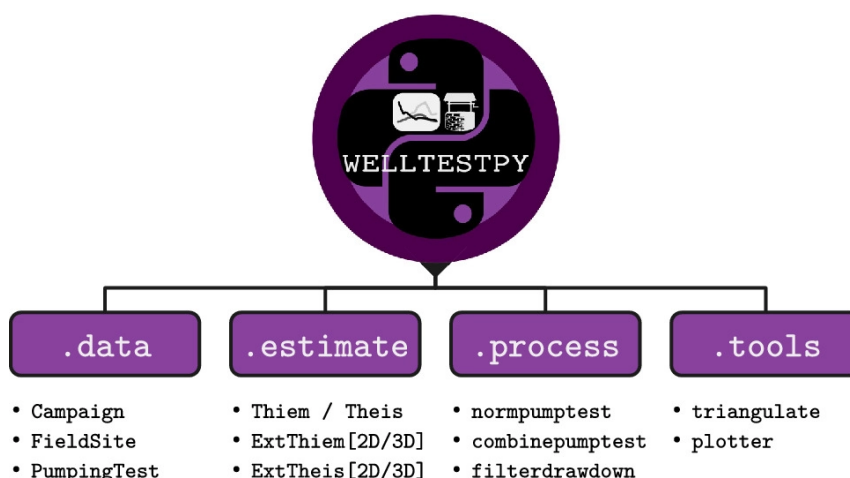 WELLTESTPY
.data
.estimate
.process
.tools
• Campaign
• FieldSite
• PumpingTest
• Thiem / Theis
• ExtThiem[2D/3D]
• ExtTheis[2D/3D]
• normpumptest
• combinepumptest
• filterdrawdown
• triangulate
• plotter